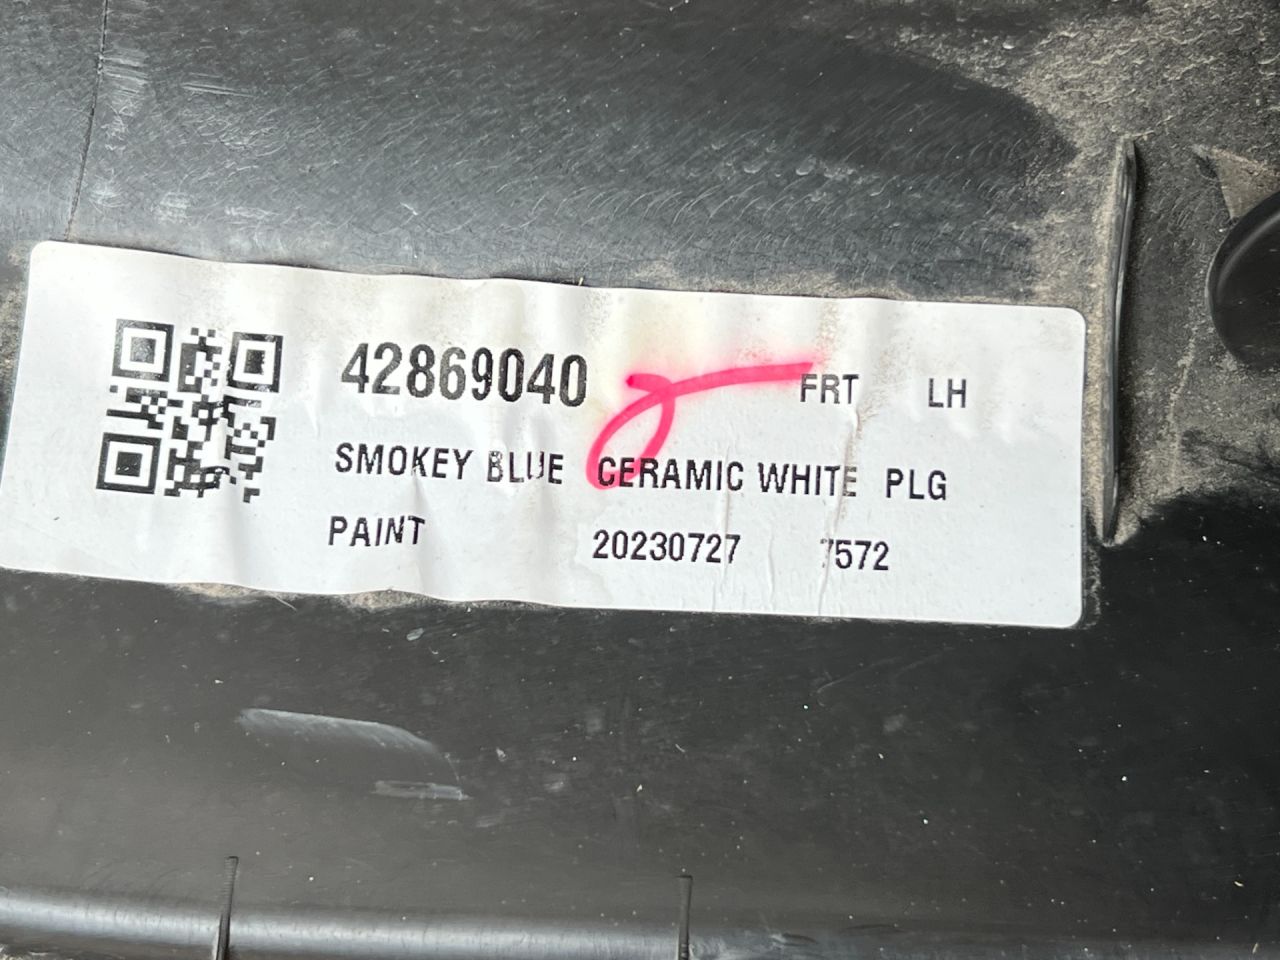 42869040 FRT LH
SMOKEY BLUE CERAMIC WHITE PLG
PAINT 20230727 7572